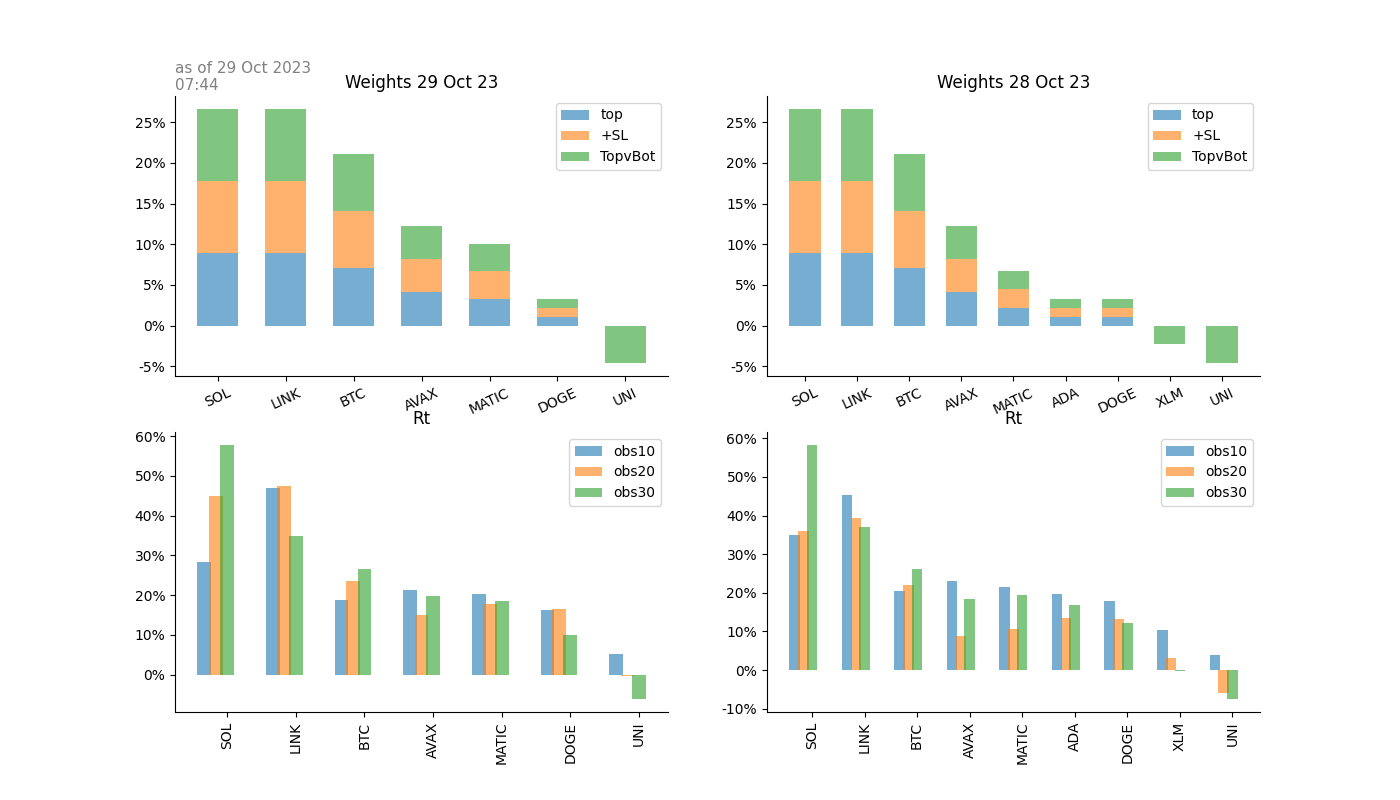 as of 29 Oct 2023
07:44
Weights 29 Oct 23
25%
20%
15%
10%
5%
0%
-5%
top
+SL
TopvBot
SOL
LINK
BTC
AVAX
MATIC
DOGE
UNI
Weights 28 Oct 23
25%
20%
15%
10%
5%
0%
-5%
top
+SL
TopvBot
SOL
LINK
BTC
AVAX
MATIC
ADA
DOGE
XLM
UNI
Rt
60%
50%
40%
30%
20%
10%
0%
obs10
obs20
obs30
SOL
LINK
BTC
AVAX
MATIC
DOGE
UNI
Rt
60%
50%
40%
30%
20%
10%
0%
-10%
obs10
obs20
obs30
SOL
LINK
BTC
AVAX
MATIC
ADA
DOGE
XLM
UNI